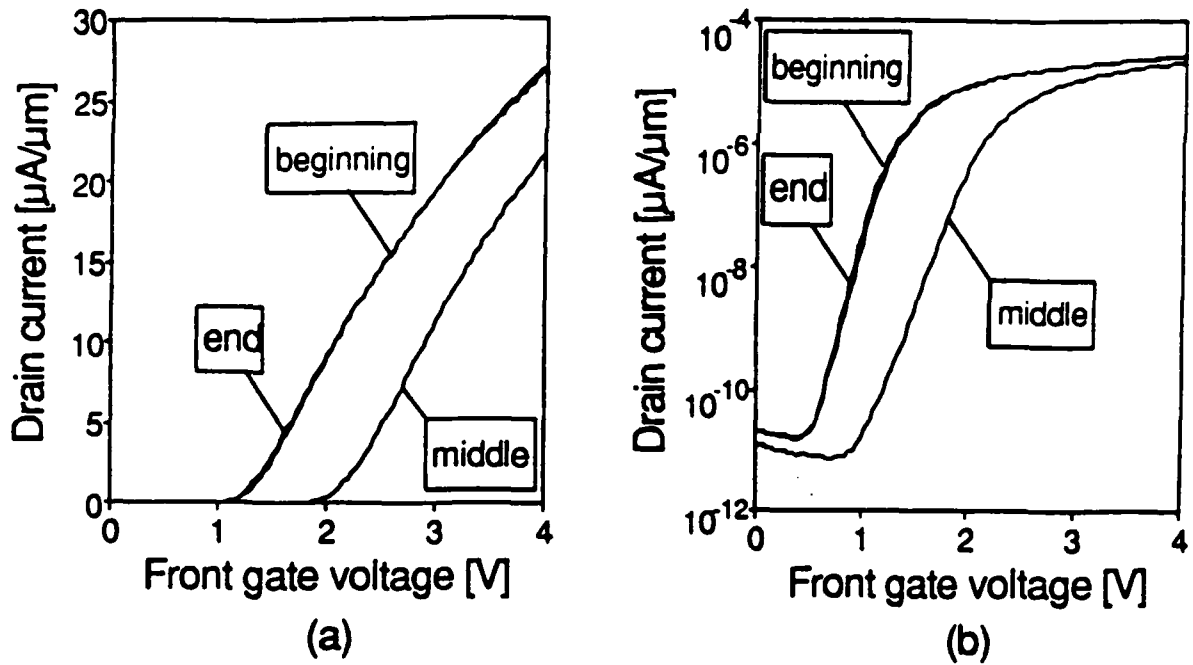 30
25
20
15
10
5
0
Drain current [µA/µm]
beginning
end
middle
0 1 2 3 4
Front gate voltage [V]
(a)
10-4
10-6
10-8
10-10
10-12
Drain current [µA/µm]
beginning
end
middle
0 1 2 3 4
Front gate voltage [V]
(b)